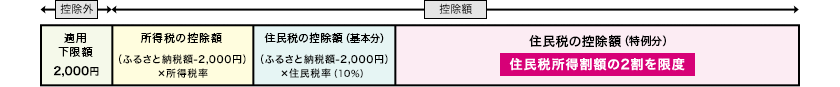 控除外
控除額
適用
下限額
2,000円
所得税の控除額
（ふるさと納税額-2,000円）
×所得税率
住民税の控除額（基本分）
（ふるさと納税額-2,000円）
×住民税率（10%）
住民税の控除額（特例分）
住民税所得割額の2割を限度